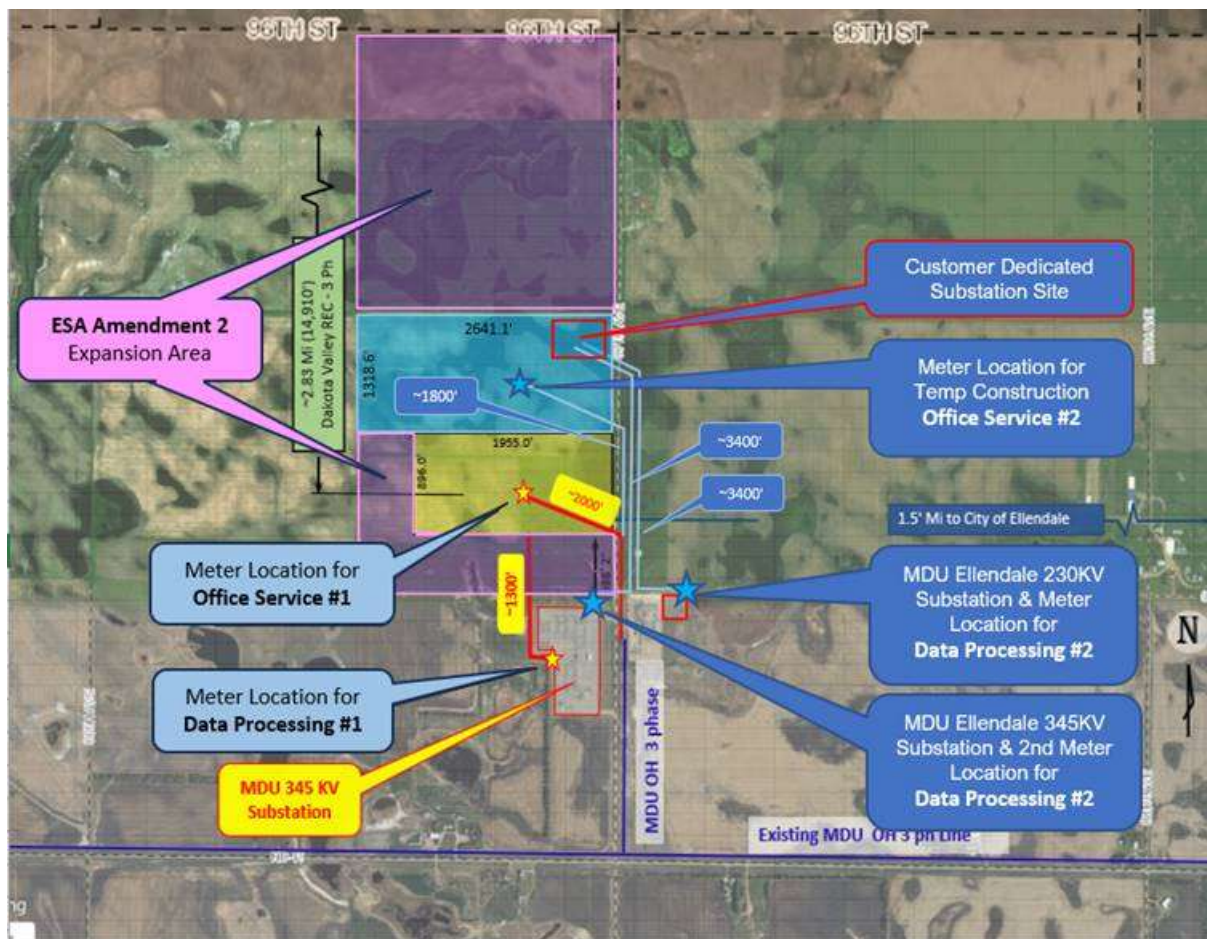 96TH ST
96TH ST
96TH ST
ESA Amendment 2
Expansion Area
~2.83 Mi (14,910')
Dakota Valley REC - 3 Ph
2641.1'
1318.6'
Customer Dedicated
Substation Site
Meter Location for
Temp Construction
Office Service #2
~1800'
1955.0'
896.0'
~3400'
~3400'
~2000'
1.5' Mi to City of Ellendale
Meter Location for
Office Service #1
~1300'
MDU Ellendale 230KV
Substation & Meter
Location for
Data Processing #2
N
Meter Location for
Data Processing #1
MDU OH 3 phase
MDU Ellendale 345KV
Substation & 2nd Meter
Location for
Data Processing #2
MDU 345 KV
Substation
Existing MDU OH 3 ph Line
ng